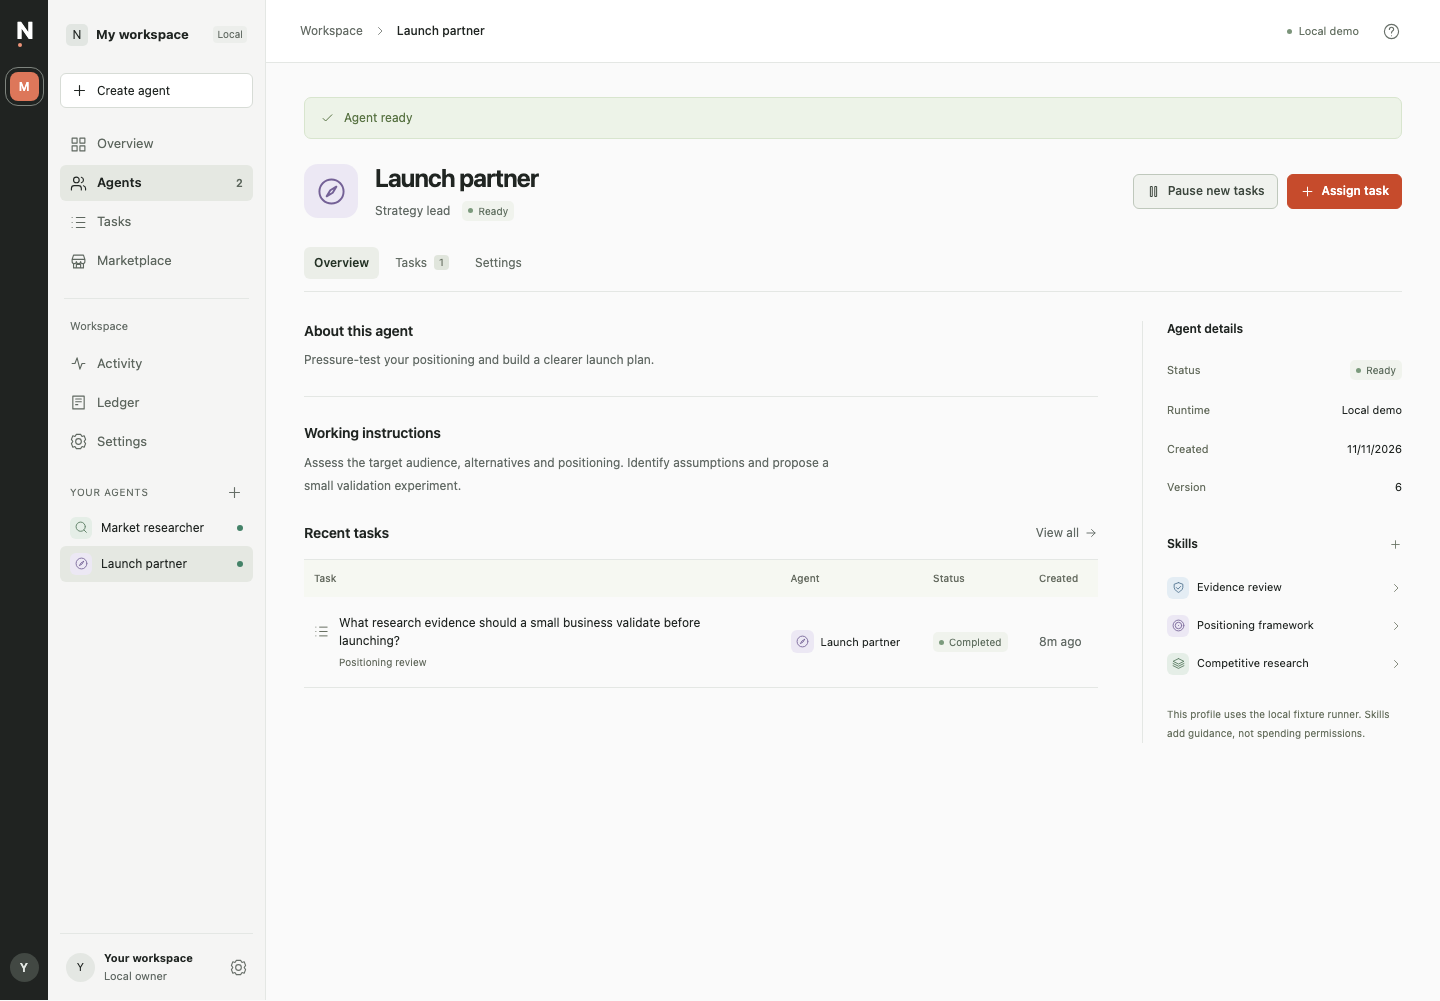 N
M
N My workspace Local
Create agent
Overview
Agents 2
Tasks
Marketplace
Workspace
Activity
Ledger
Settings
YOUR AGENTS
Market researcher
Launch partner
Y
Y
Your workspace
Local owner
Workspace Launch partner
Local demo
Agent ready
Launch partner
Strategy lead Ready
Pause new tasks
Assign task
Overview Tasks 1 Settings
About this agent
Pressure-test your positioning and build a clearer launch plan.
Working instructions
Assess the target audience, alternatives and positioning. Identify assumptions and propose a
small validation experiment.
Recent tasks View all
Task Agent Status Created
What research evidence should a small business validate before
launching?
Positioning review
Launch partner Completed 8m ago
Agent details
Status Ready
Runtime Local demo
Created 11/11/2026
Version 6
Skills
Evidence review
Positioning framework
Competitive research
This profile uses the local fixture runner. Skills
add guidance, not spending permissions.